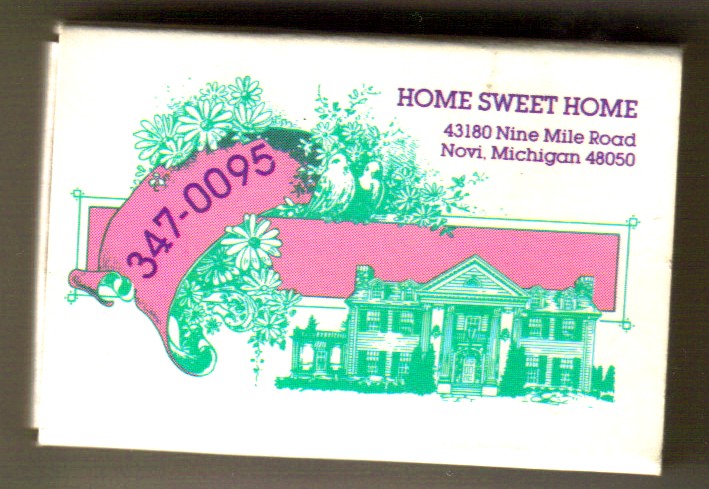 HOME SWEET HOME
43180 Nine Mile Road
Novi, Michigan 48050
347-0095